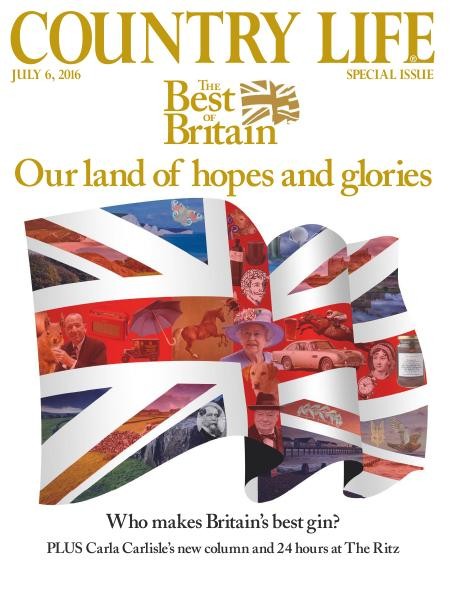 COUNTRY LIFE®
JULY 6, 2016 SPECIAL ISSUE
THE
Best
OF
Britain
Our land of hopes and glories
Who makes Britain's best gin?
PLUS Carla Carlisle's new column and 24 hours at The Ritz